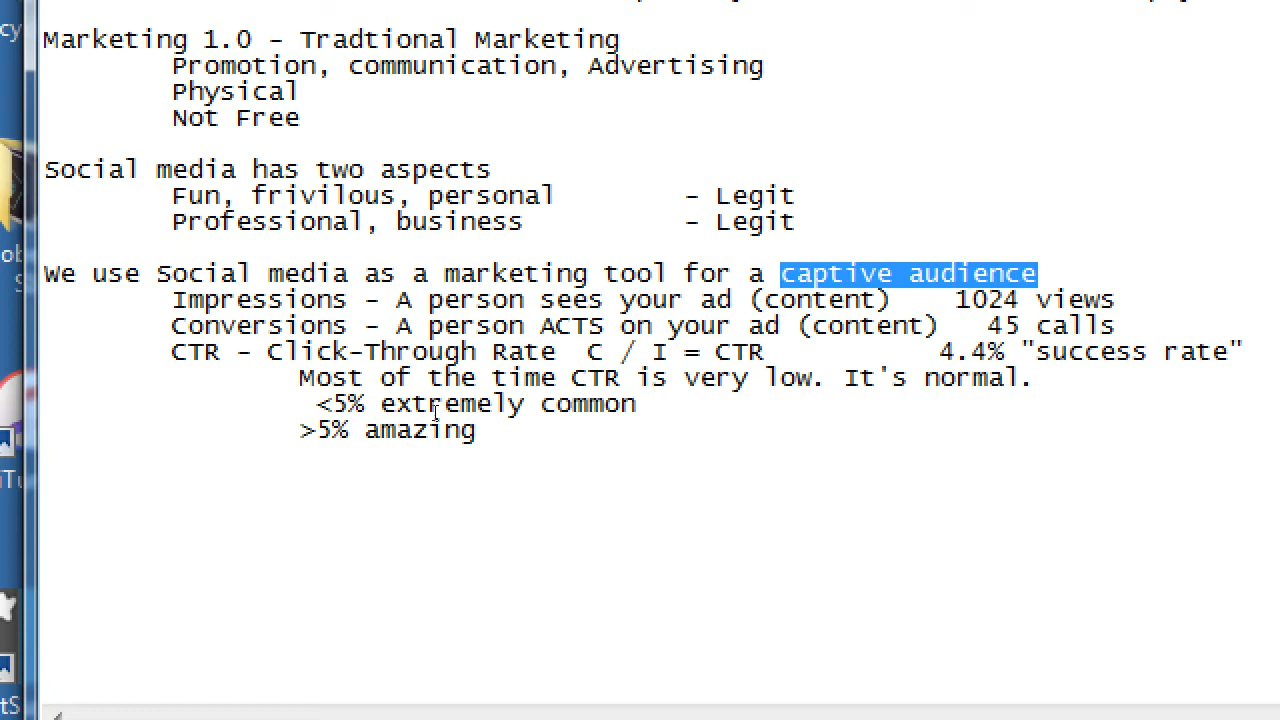 Marketing 1.0 - Tradtional Marketing
Promotion, communication, Advertising
Physical
Not Free
Social media has two aspects
Fun, frivilous, personal - Legit
Professional, business - Legit
We use Social media as a marketing tool for a captive audience
Impressions - A person sees your ad (content) 1024 views
Conversions - A person ACTS on your ad (content) 45 calls
CTR - Click-Through Rate C / I = CTR 4.4% "success rate"
Most of the time CTR is very low. It's normal.
<5% extremely common
>5% amazing